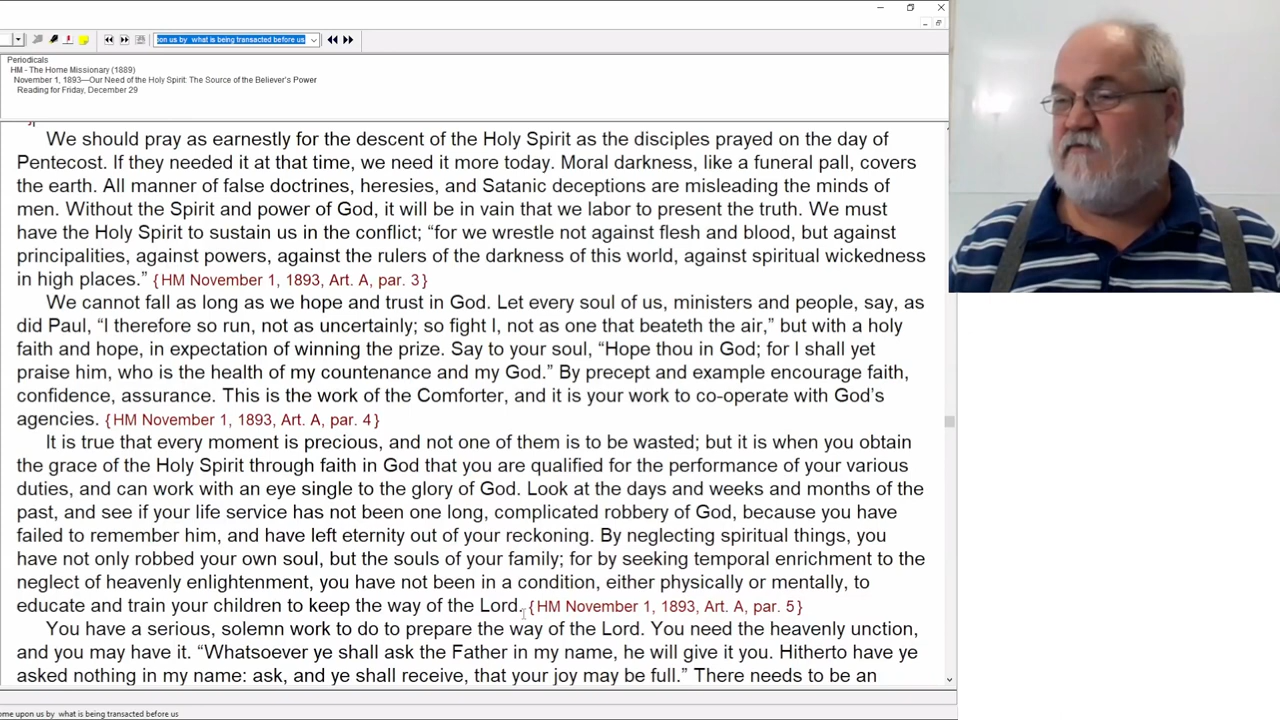 on us by  what is being transacted before us
Periodicals
HM - The Home Missionary (1889)
November 1, 1893—Our Need of the Holy Spirit: The Source of the Believer's Power
Reading for Friday, December 29
We should pray as earnestly for the descent of the Holy Spirit as the disciples prayed on the day of
Pentecost. If they needed it at that time, we need it more today. Moral darkness, like a funeral pall, covers
the earth. All manner of false doctrines, heresies, and Satanic deceptions are misleading the minds of
men. Without the Spirit and power of God, it will be in vain that we labor to present the truth. We must
have the Holy Spirit to sustain us in the conflict; “for we wrestle not against flesh and blood, but against
principalities, against powers, against the rulers of the darkness of this world, against spiritual wickedness
in high places.” {HM November 1, 1893, Art. A, par. 3}
We cannot fall as long as we hope and trust in God. Let every soul of us, ministers and people, say, as
did Paul, “I therefore so run, not as uncertainly; so fight I, not as one that beateth the air,” but with a holy
faith and hope, in expectation of winning the prize. Say to your soul, “Hope thou in God; for I shall yet
praise him, who is the health of my countenance and my God.” By precept and example encourage faith,
confidence, assurance. This is the work of the Comforter, and it is your work to co-operate with God’s
agencies. {HM November 1, 1893, Art. A, par. 4}
It is true that every moment is precious, and not one of them is to be wasted; but it is when you obtain
the grace of the Holy Spirit through faith in God that you are qualified for the performance of your various
duties, and can work with an eye single to the glory of God. Look at the days and weeks and months of the
past, and see if your life service has not been one long, complicated robbery of God, because you have
failed to remember him, and have left eternity out of your reckoning. By neglecting spiritual things, you
have not only robbed your own soul, but the souls of your family; for by seeking temporal enrichment to the
neglect of heavenly enlightenment, you have not been in a condition, either physically or mentally, to
educate and train your children to keep the way of the Lord. {HM November 1, 1893, Art. A, par. 5}
You have a serious, solemn work to do to prepare the way of the Lord. You need the heavenly unction,
and you may have it. “Whatsoever ye shall ask the Father in my name, he will give it you. Hitherto have ye
asked nothing in my name: ask, and ye shall receive, that your joy may be full.” There needs to be an
ome upon us by  what is being transacted before us